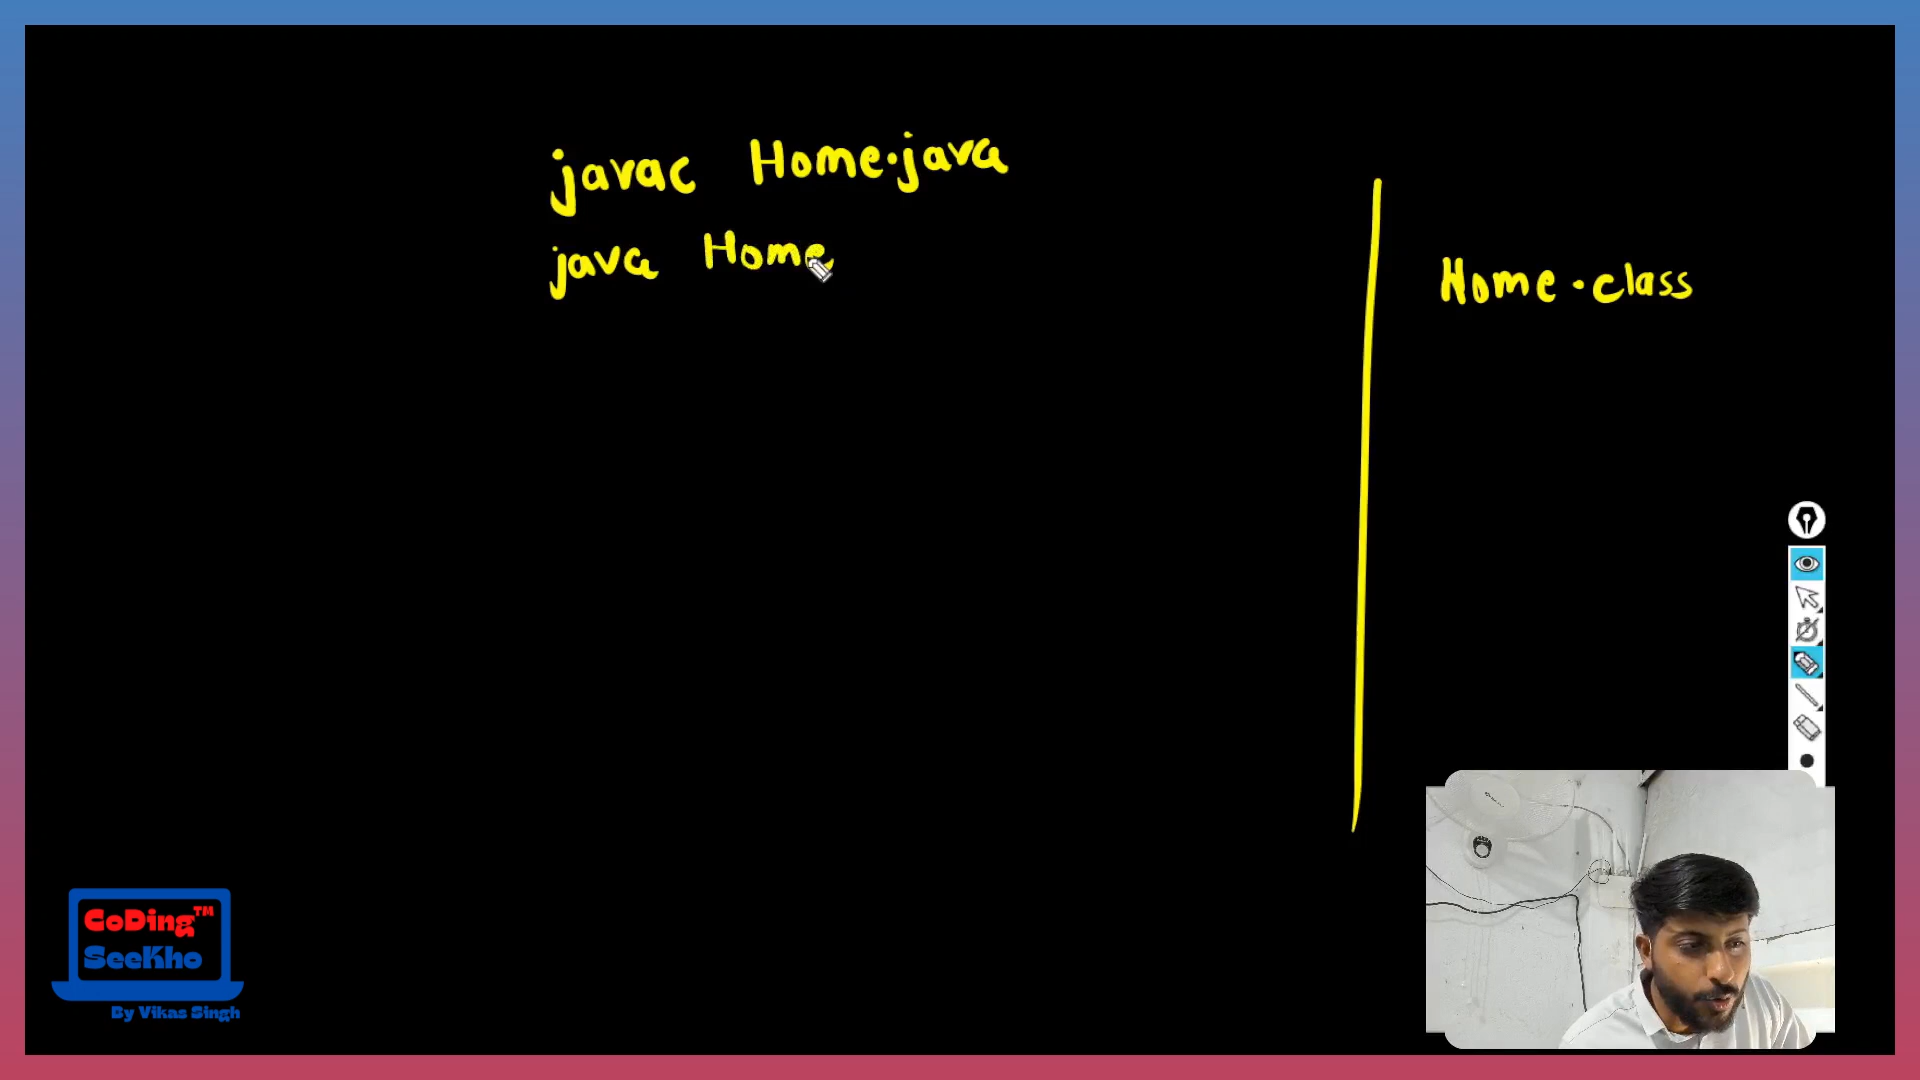 javac Home.java
java Home
Home.class
CoDing™
SeeKho
By Vikas Singh